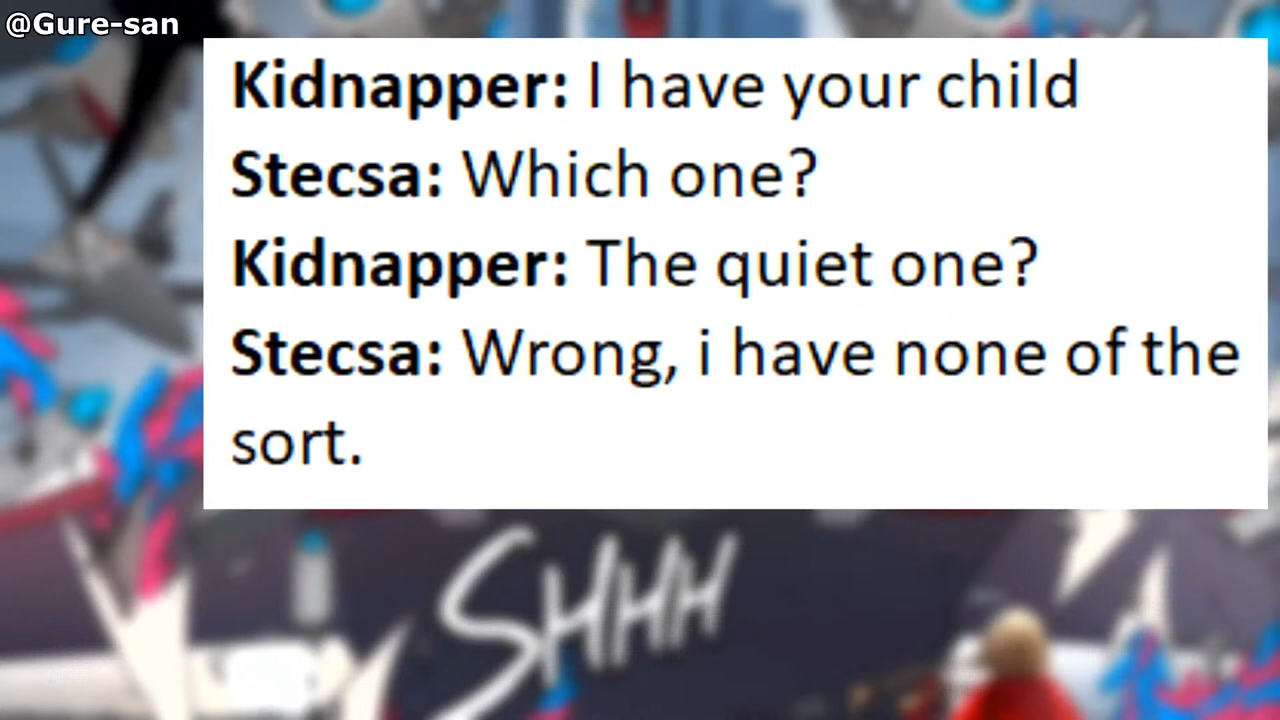 @Gure-san
Kidnapper: I have your child
Stecsa: Which one?
Kidnapper: The quiet one?
Stecsa: Wrong, i have none of the
sort.
SHHH